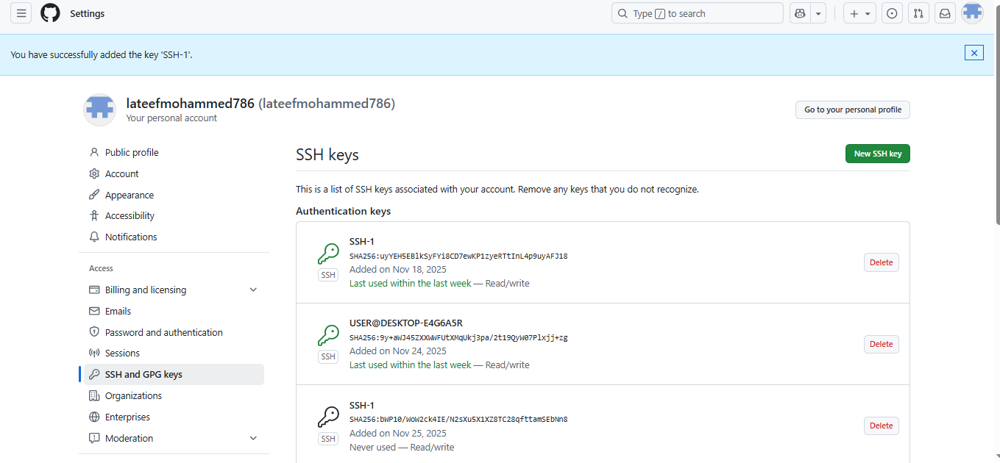 Settings
Type / to search
You have successfully added the key 'SSH-1'.
lateefmohammed786 (lateefmohammed786)
Your personal account
Go to your personal profile
Public profile
Account
Appearance
Accessibility
Notifications
Access
Billing and licensing
Emails
Password and authentication
Sessions
SSH and GPG keys
Organizations
Enterprises
Moderation
SSH keys
New SSH key
This is a list of SSH keys associated with your account. Remove any keys that you do not recognize.
Authentication keys
SSH-1
SHA256:uyYEH5EBlkSyFYi8CD7ewKP1zyeRTtInL4p9uyAFJ18
Added on Nov 18, 2025
Last used within the last week — Read/write
SSH
Delete
USER@DESKTOP-E4G6A5R
SHA256:9y+aWJ45ZXXWWFUtXMqUkj3pa/2t19QyW07Plxjj+zg
Added on Nov 24, 2025
Last used within the last week — Read/write
SSH
Delete
SSH-1
SHA256:bWP10/WoW2ck4IE/N2sXu5X1XZ8TC28qfttamSEbNn8
Added on Nov 25, 2025
Never used — Read/write
SSH
Delete